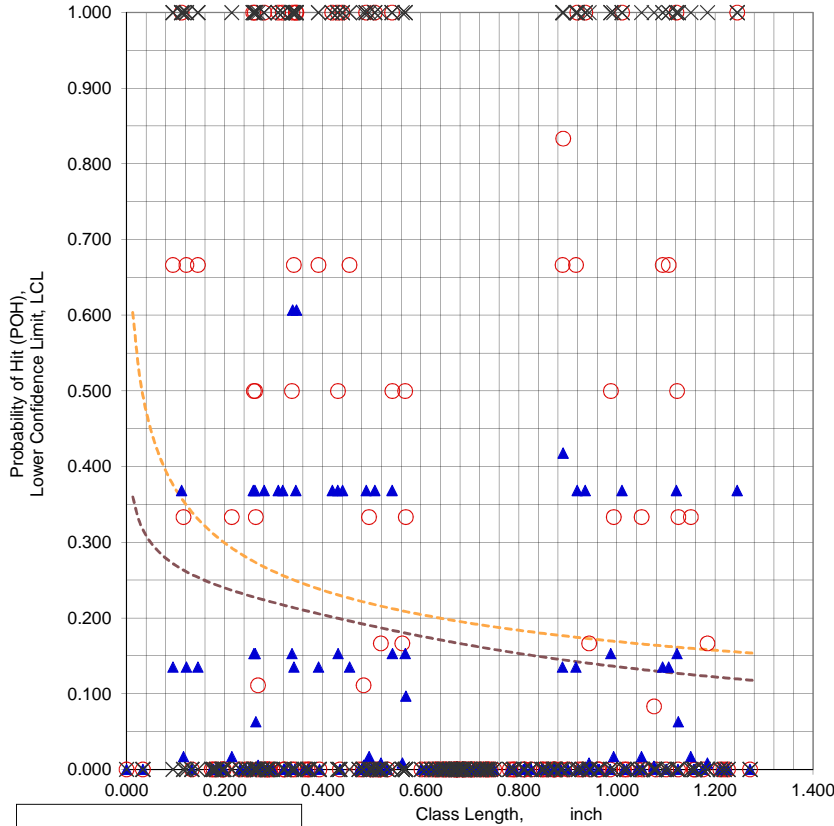 1.000
0.900
0.800
0.700
0.600
0.500
0.400
0.300
0.200
0.100
0.000
Probability of Hit (POH),
Lower Confidence Limit, LCL
0.000 0.200 0.400 0.600 0.800 1.000 1.200 1.400
Class Length, inch